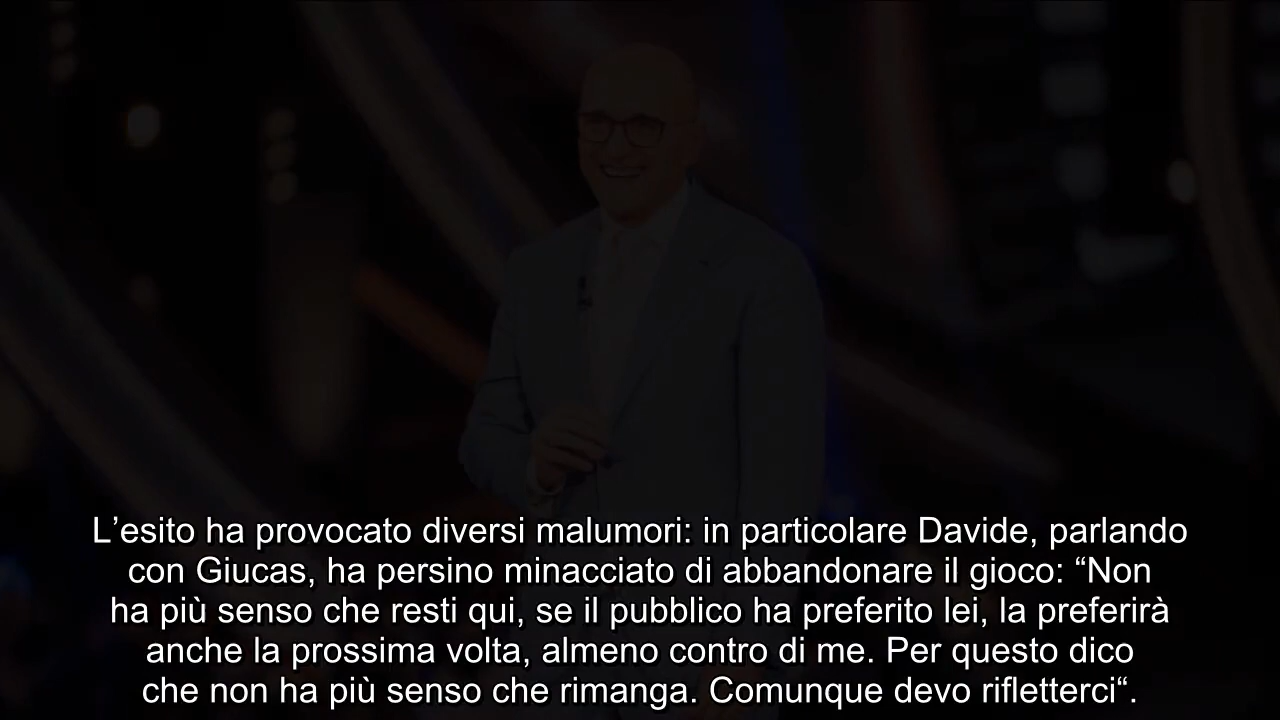 L’esito ha provocato diversi malumori: in particolare Davide, parlando
con Giucas, ha persino minacciato di abbandonare il gioco: “Non
ha più senso che resti qui, se il pubblico ha preferito lei, la preferirà
anche la prossima volta, almeno contro di me. Per questo dico
che non ha più senso che rimanga. Comunque devo rifletterci“.